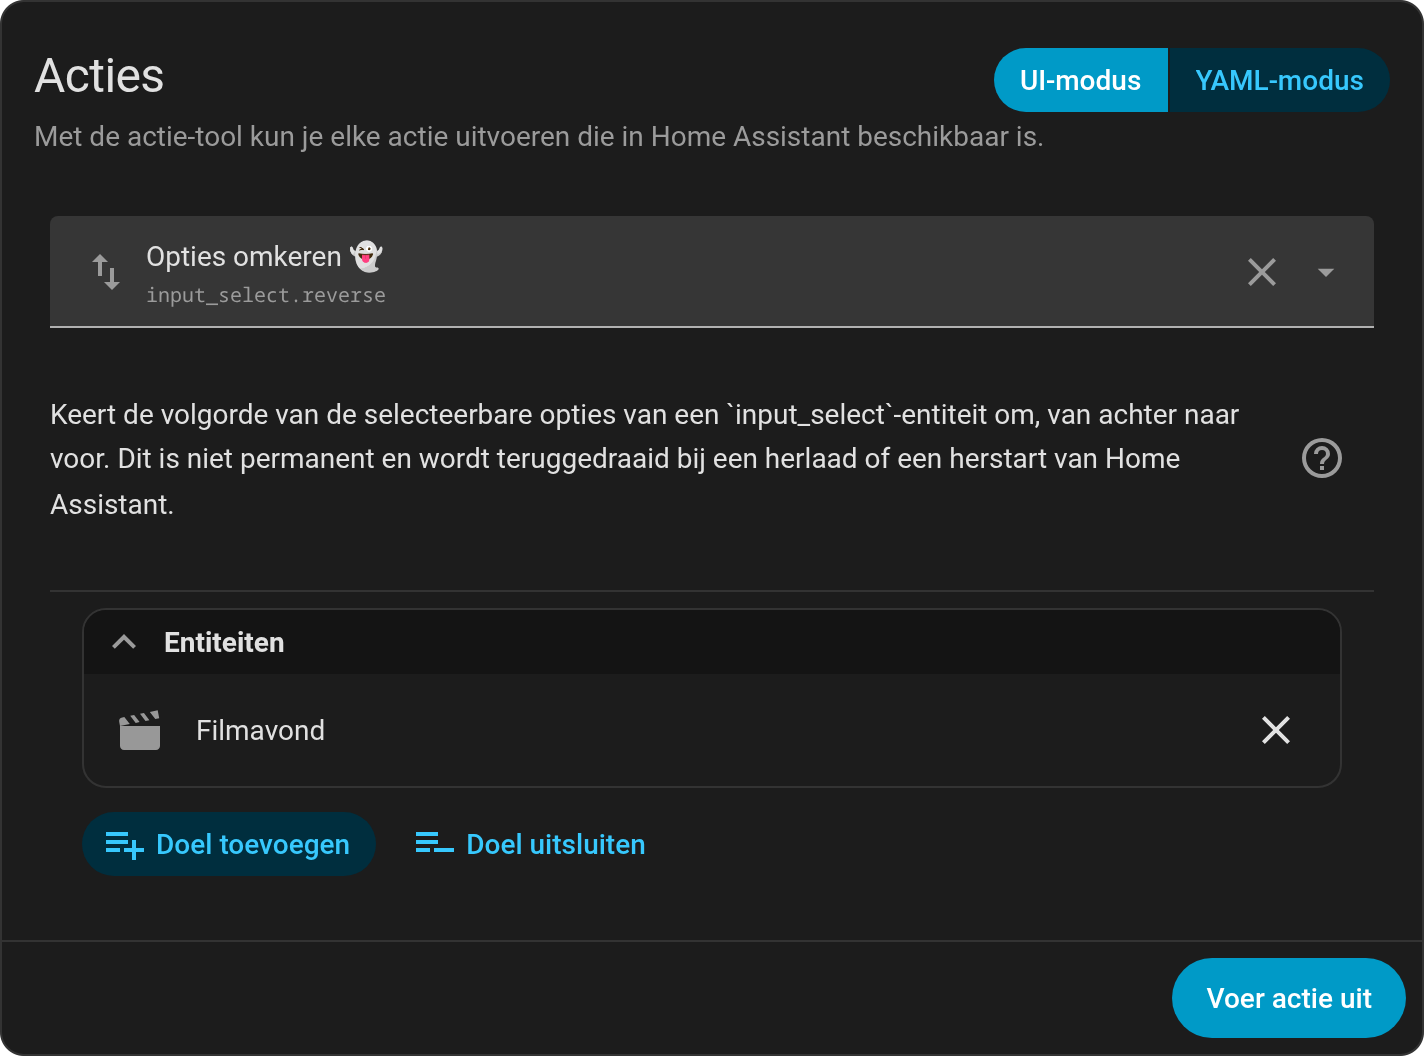 Acties
UI-modus
YAML-modus
Met de actie-tool kun je elke actie uitvoeren die in Home Assistant beschikbaar is.
Opties omkeren 👻
input_select.reverse
Keert de volgorde van de selecteerbare opties van een `input_select`-entiteit om, van achter naar
voor. Dit is niet permanent en wordt teruggedraaid bij een herlaad of een herstart van Home
Assistant.
Entiteiten
Filmavond
Doel toevoegen
Doel uitsluiten
Voer actie uit